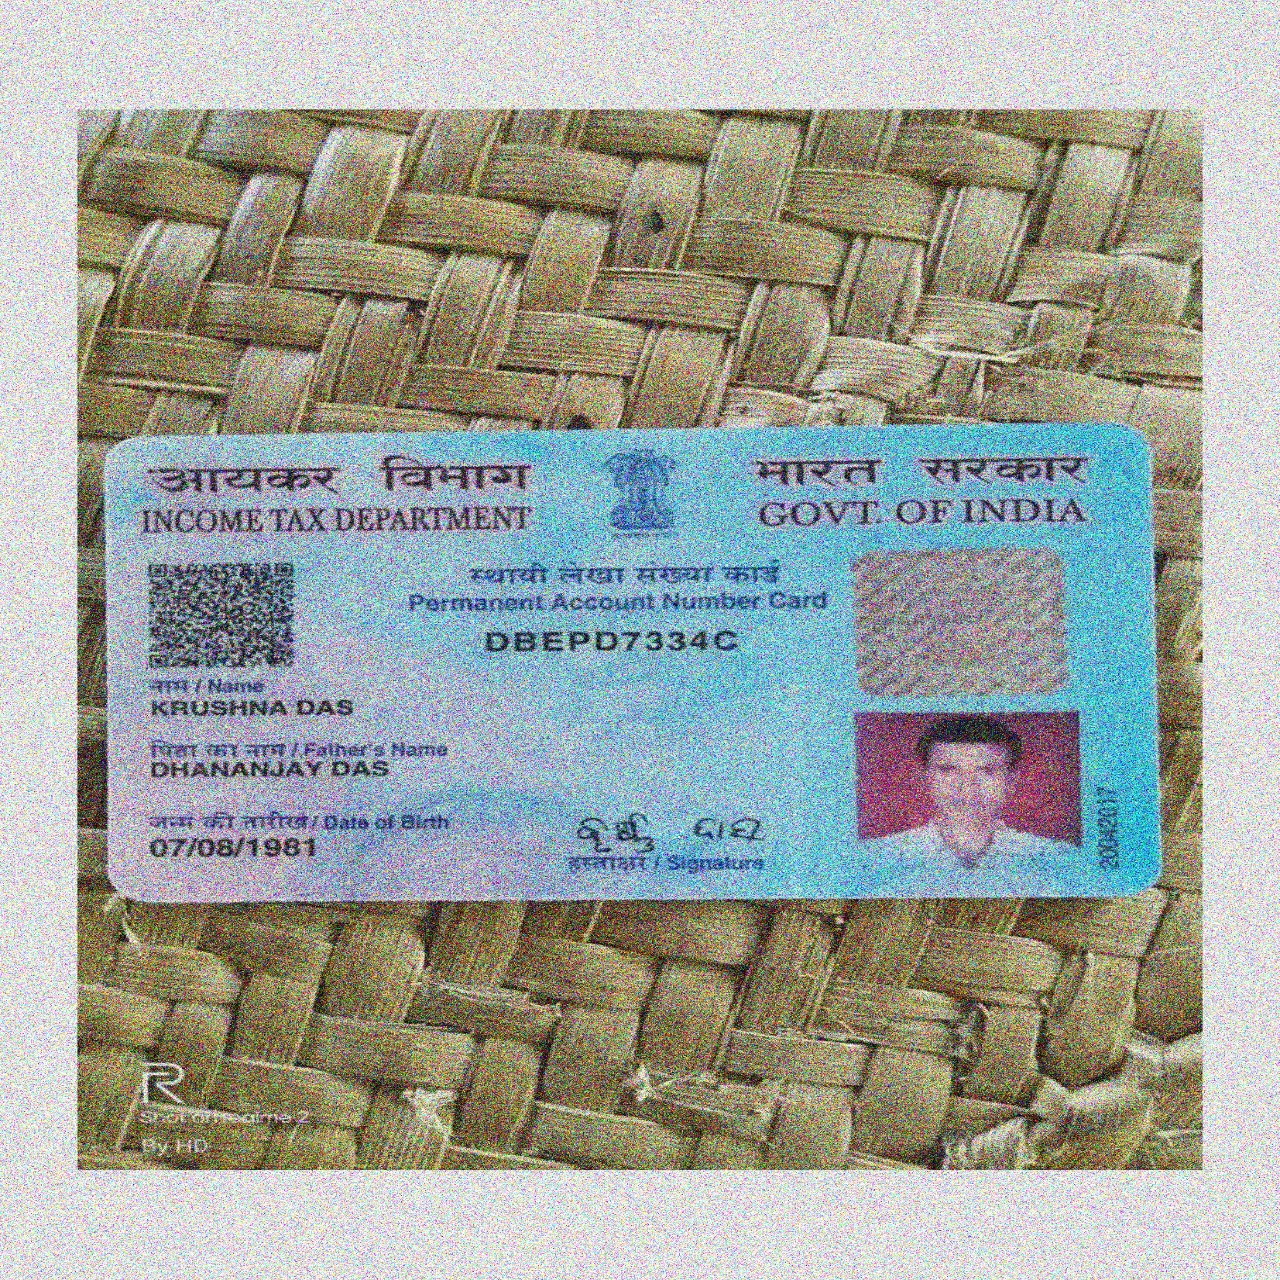 आयकर विभाग
INCOME TAX DEPARTMENT
भारत सरकार
GOVT. OF INDIA
स्थायी लेखा संख्या कार्ड
Permanent Account Number Card
DBEPD7334C
नाम / Name
KRUSHNA DAS
पिता का नाम / Father's Name
DHANANJAY DAS
जन्म की तारीख / Date of Birth
07/08/1981
हस्ताक्षर / Signature
20042017
Shot on realme 2
By HD